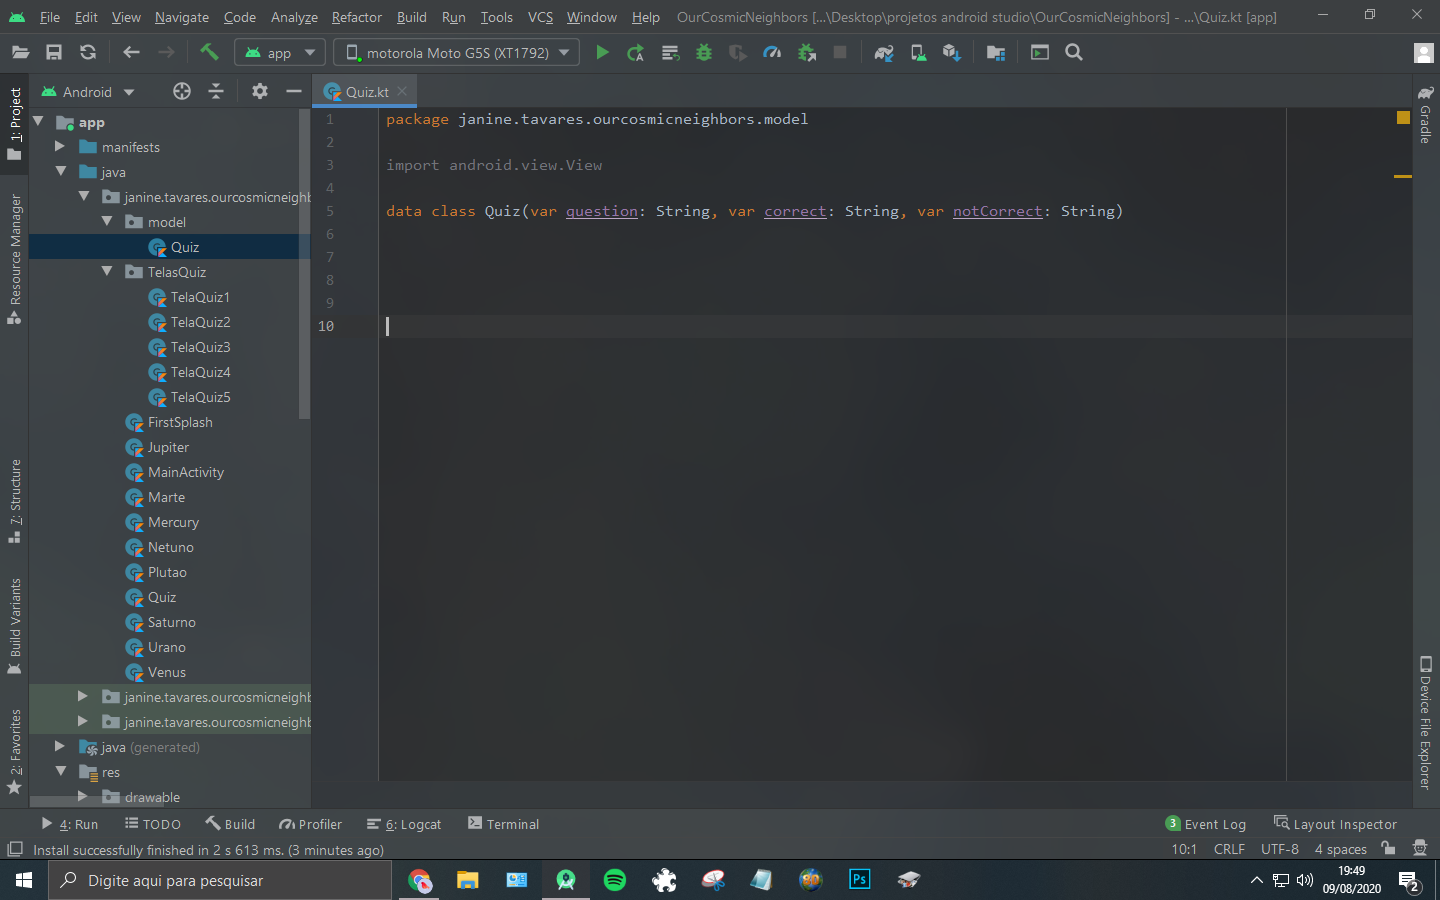 File Edit View Navigate Code Analyze Refactor Build Run Tools VCS Window Help OurCosmicNeighbors [...\Desktop\projetos android studio\OurCosmicNeighbors] - ...\Quiz.kt [app]
app motorola Moto G5S (XT1792)
Android Quiz.kt
1: Project
Resource Manager
7: Structure
Build Variants
2: Favorites
app
manifests
java
janine.tavares.ourcosmicneighb
model
Quiz
TelasQuiz
TelaQuiz1
TelaQuiz2
TelaQuiz3
TelaQuiz4
TelaQuiz5
FirstSplash
Jupiter
MainActivity
Marte
Mercury
Netuno
Plutao
Quiz
Saturno
Urano
Venus
janine.tavares.ourcosmicneighb
janine.tavares.ourcosmicneighb
java (generated)
res
drawable
1 package janine.tavares.ourcosmicneighbors.model
2
3 import android.view.View
4
5 data class Quiz(var question: String, var correct: String, var notCorrect: String)
6
7
8
9
10
Gradle
Device File Explorer
4: Run TODO Build Profiler 6: Logcat Terminal 3 Event Log Layout Inspector
Install successfully finished in 2 s 613 ms. (3 minutes ago) 10:1 CRLF UTF-8 4 spaces
Digite aqui para pesquisar Ps 19:49
09/08/2020 2